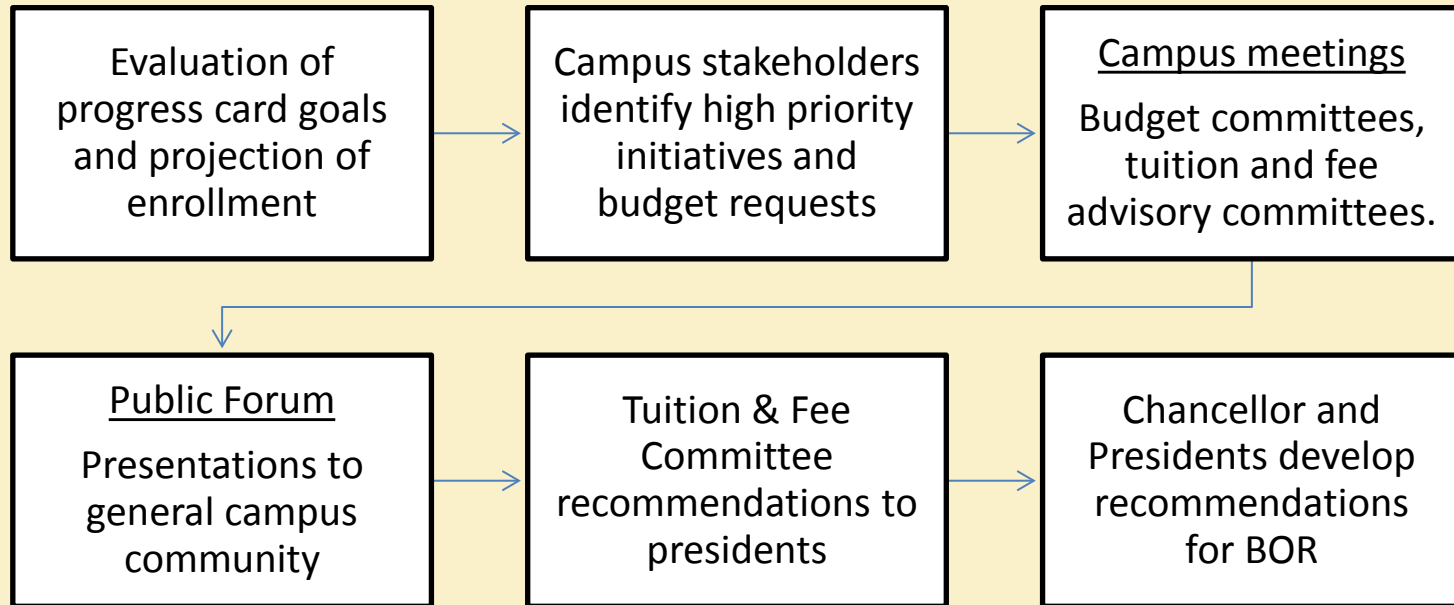 Evaluation of
progress card goals
and projection of
enrollment
Campus stakeholders
identify high priority
initiatives and
budget requests
Campus meetings
Budget committees,
tuition and fee
advisory committees.
Public Forum
Presentations to
general campus
community
Tuition & Fee
Committee
recommendations to
presidents
Chancellor and
Presidents develop
recommendations
for BOR